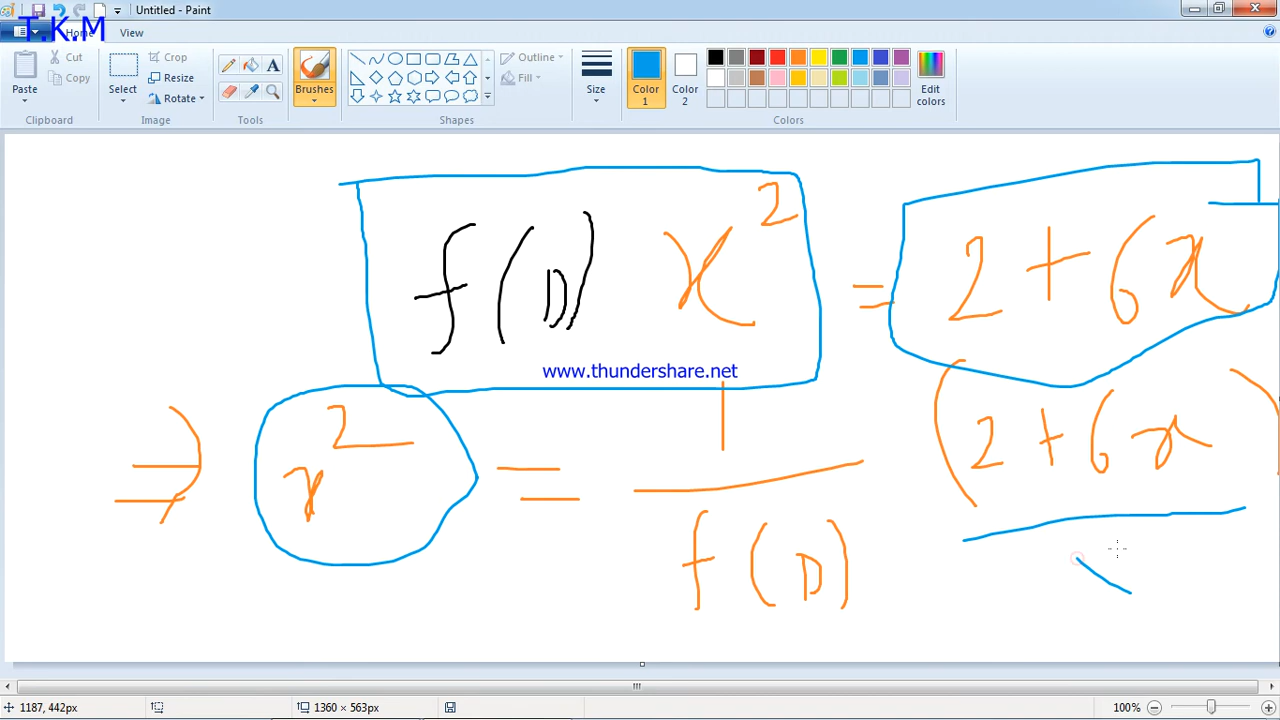 Untitled - Paint
T.K.M
Home View
Paste Cut Copy Select Crop Resize Rotate Brushes Outline Fill Size Color 1 Color 2 Edit colors
Clipboard Image Tools Shapes Colors
f(D) x² = 2 + 6x
www.thundershare.net
⇒ x² = 1/f(D) (2 + 6x)
1187, 442px 1360 × 563px 100%